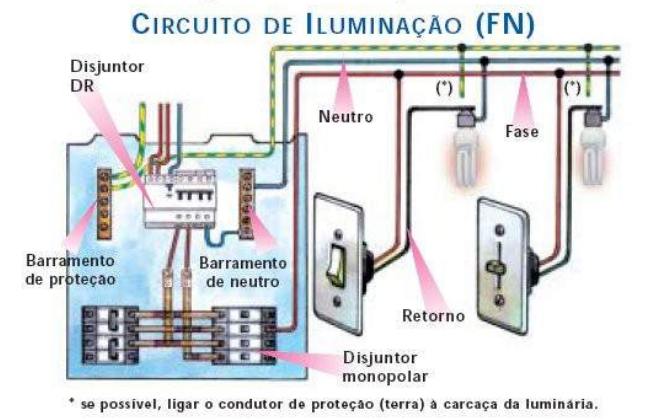 CIRCUITO DE ILUMINAÇÃO (FN)
Disjuntor
DR
Neutro
(*)
Fase
(*)
Barramento
de proteção
Barramento
de neutro
Retorno
Disjuntor
monopolar
* se possível, ligar o condutor de proteção (terra) à carcaça da luminária.